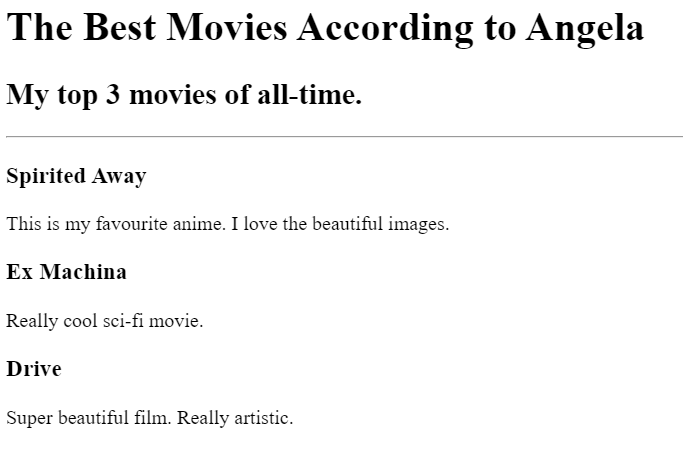 The Best Movies According to Angela
My top 3 movies of all-time.
Spirited Away
This is my favourite anime. I love the beautiful images.
Ex Machina
Really cool sci-fi movie.
Drive
Super beautiful film. Really artistic.